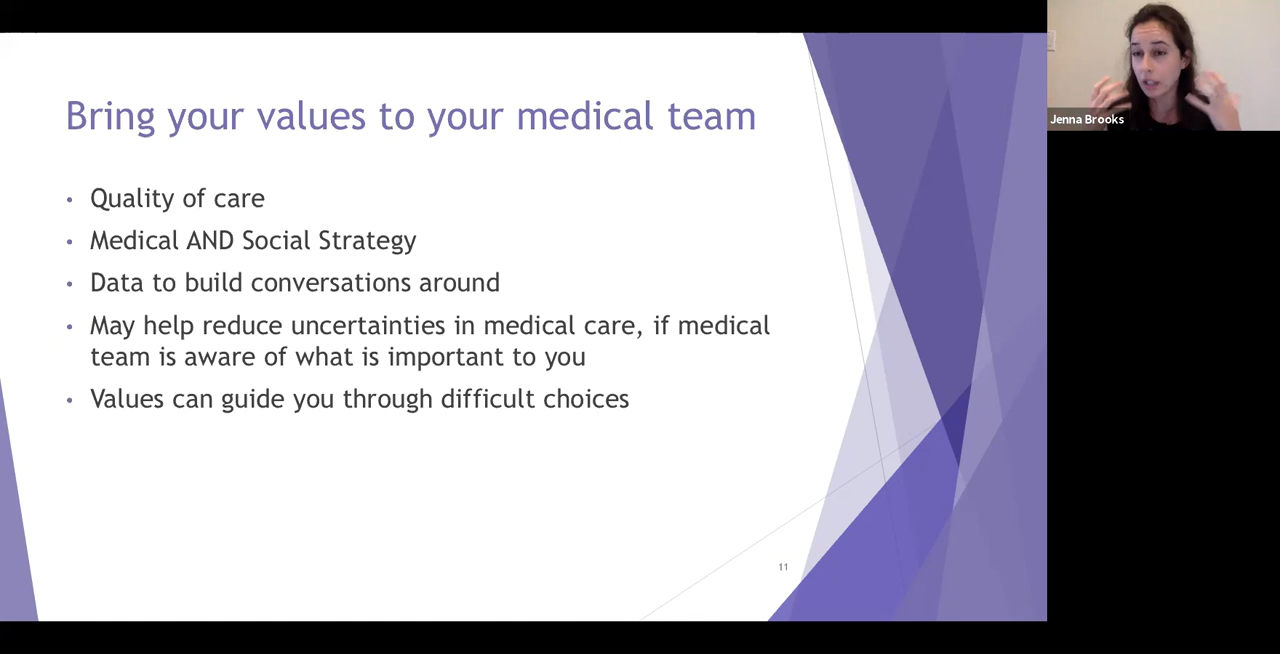 Bring your values to your medical team
• Quality of care
• Medical AND Social Strategy
• Data to build conversations around
• May help reduce uncertainties in medical care, if medical
team is aware of what is important to you
• Values can guide you through difficult choices
11
Jenna Brooks